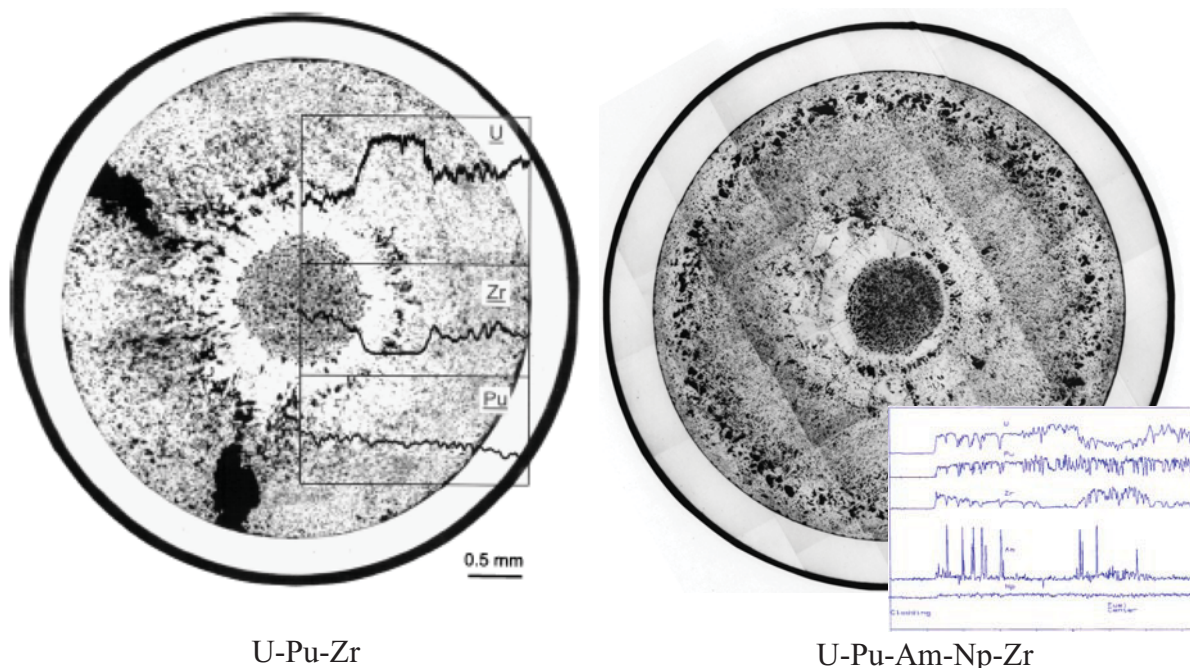 U
Zr
Pu
0.5 mm
U
Pu
Zr
Am
Np
Cladding
Fuel
Center
U-Pu-Zr
U-Pu-Am-Np-Zr